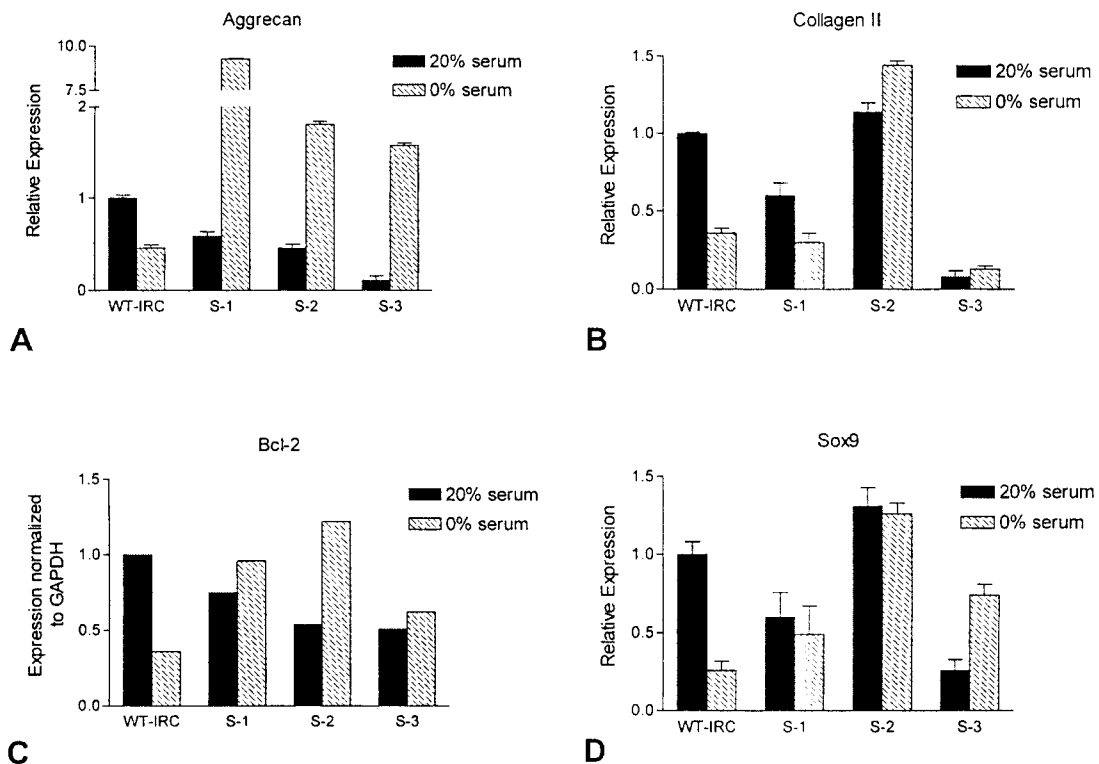 Aggrecan
10.0
7.5
2
1
0
Relative Expression
20% serum
0% serum
WT-IRC S-1 S-2 S-3
A
Collagen II
1.5
1.0
0.5
0.0
Relative Expression
20% serum
0% serum
WT-IRC S-1 S-2 S-3
B
Bcl-2
1.5
1.0
0.5
0.0
Expression normalized
to GAPDH
20% serum
0% serum
WT-IRC S-1 S-2 S-3
C
Sox9
1.5
1.0
0.5
0.0
Relative Expression
20% serum
0% serum
WT-IRC S-1 S-2 S-3
D